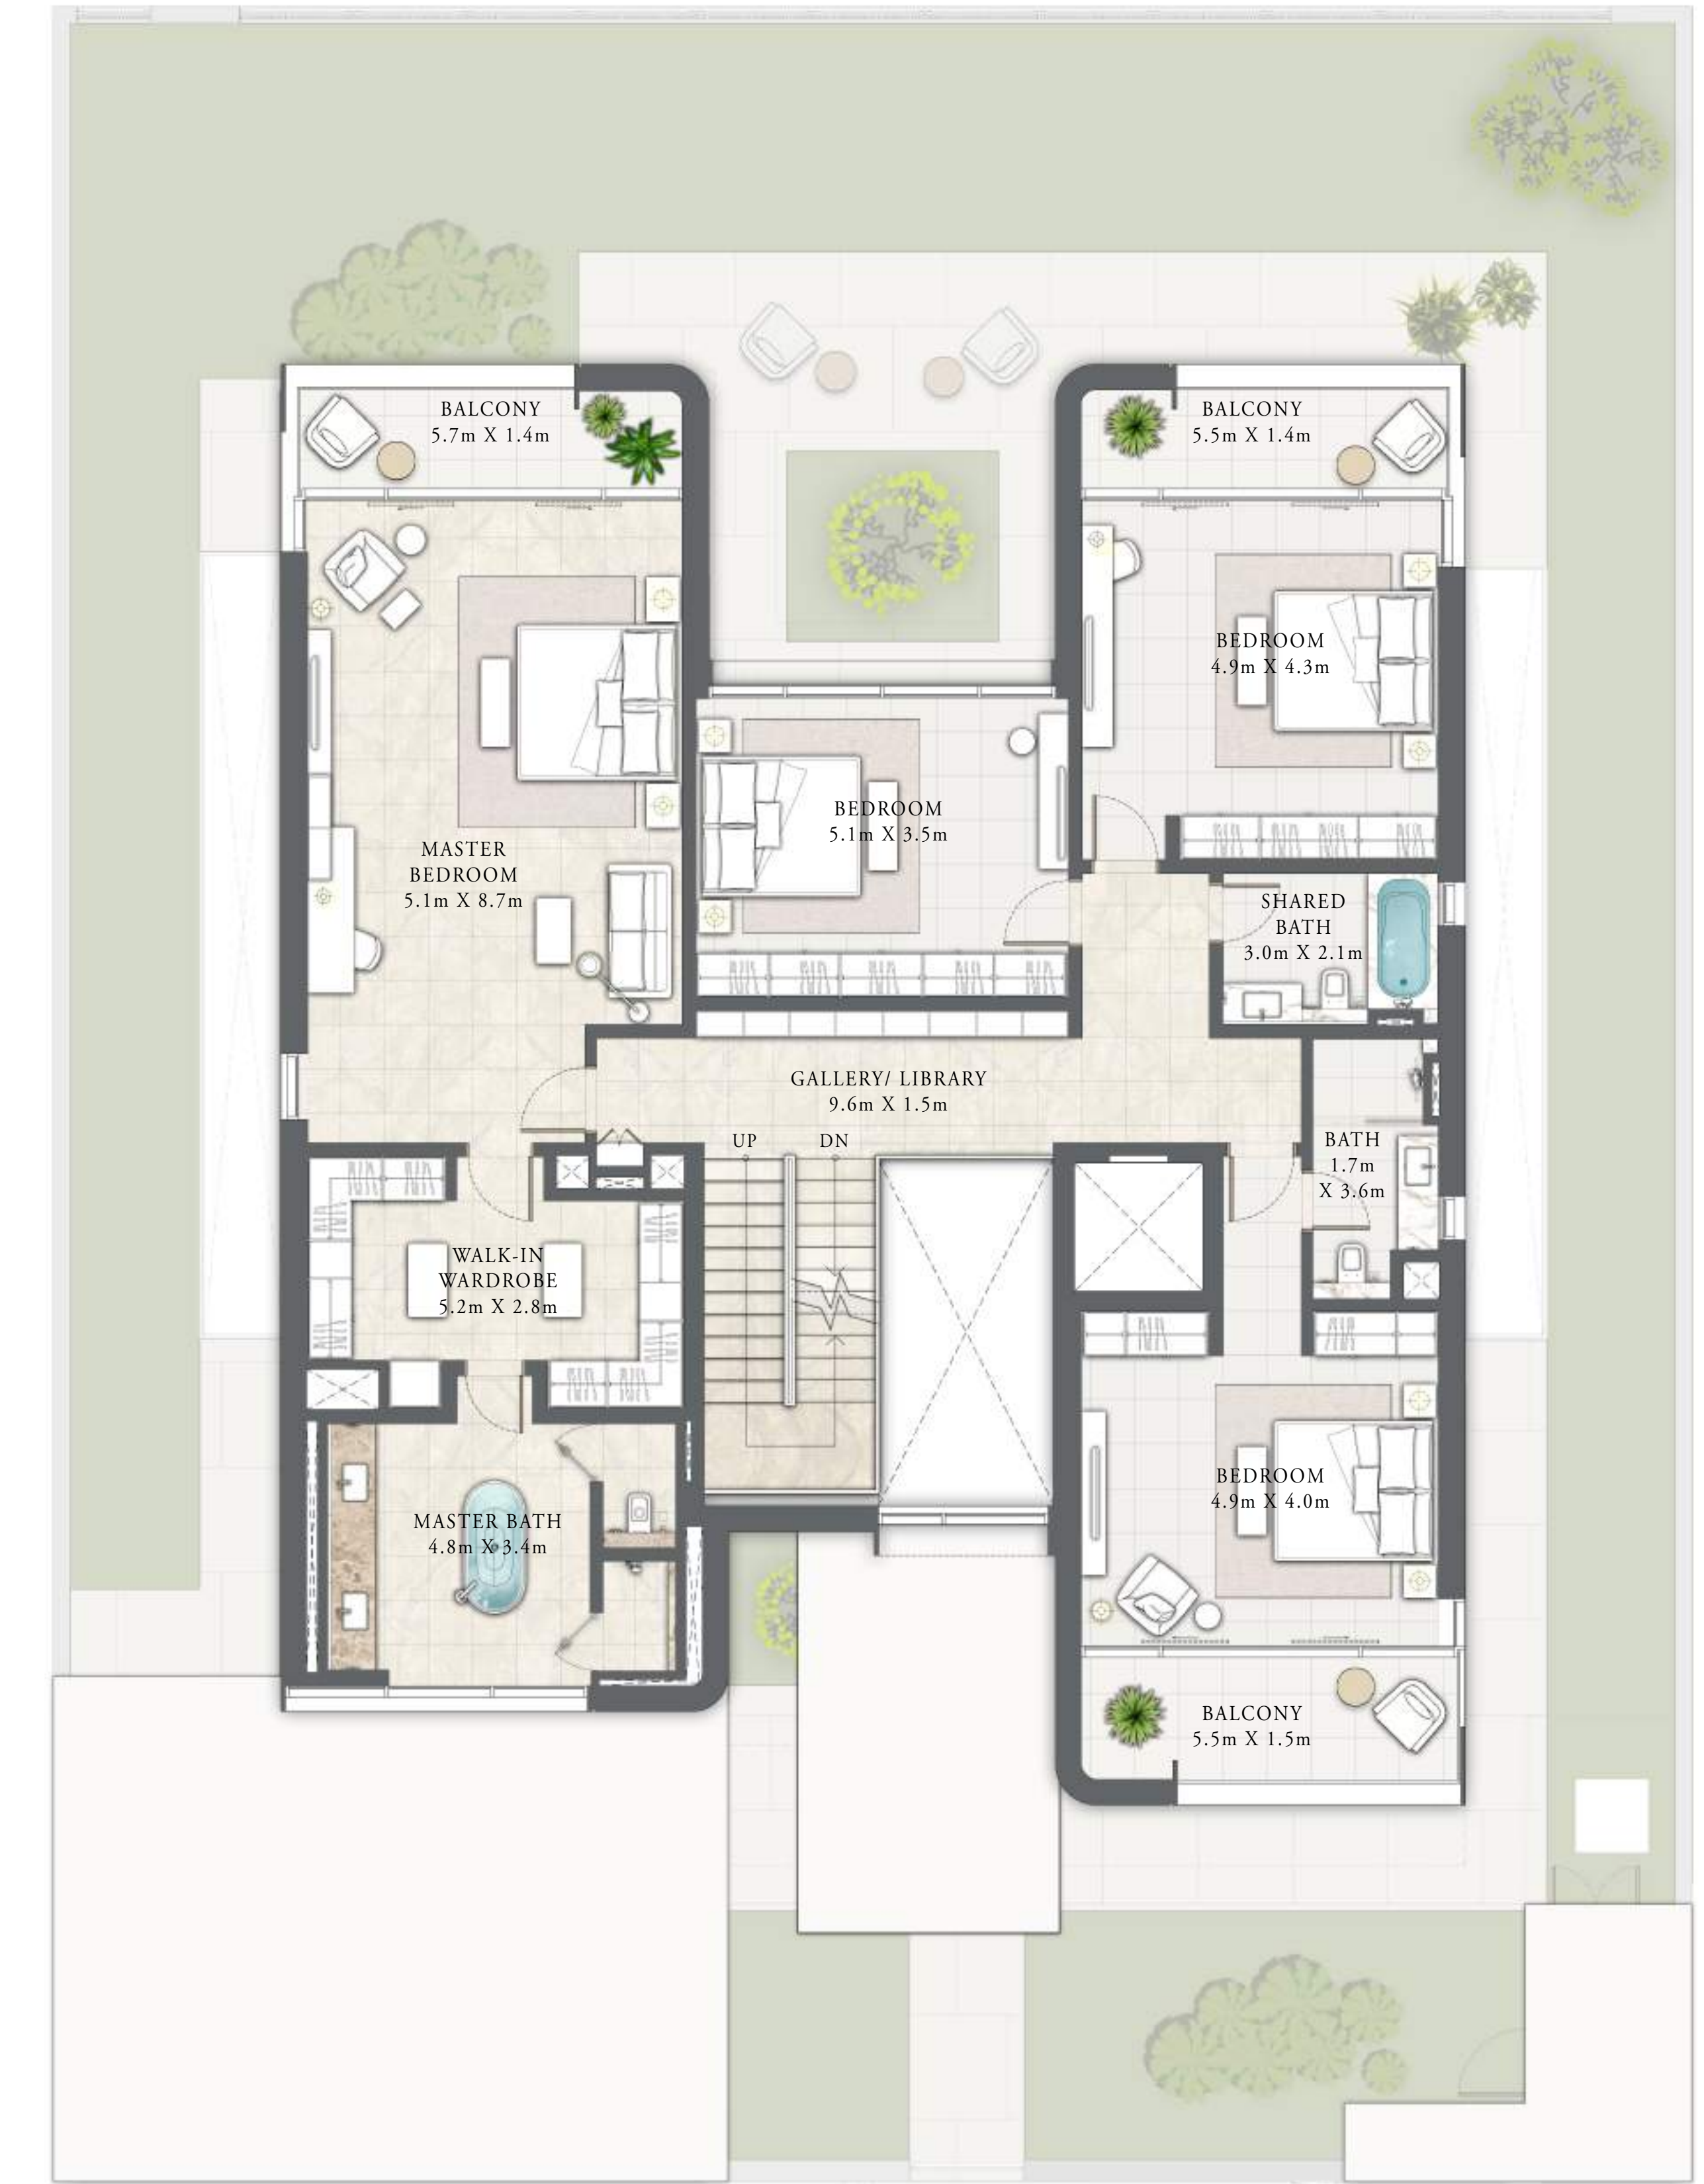 BALCONY
5.7m X 1.4m
BALCONY
5.5m X 1.4m
BEDROOM
4.9m X 4.3m
BEDROOM
5.1m X 3.5m
MASTER
BEDROOM
5.1m X 8.7m
SHARED
BATH
3.0m X 2.1m
GALLERY/ LIBRARY
9.6m X 1.5m
UP
DN
BATH
1.7m
X 3.6m
WALK-IN
WARDROBE
5.2m X 2.8m
BEDROOM
4.9m X 4.0m
MASTER BATH
4.8m X 3.4m
BALCONY
5.5m X 1.5m